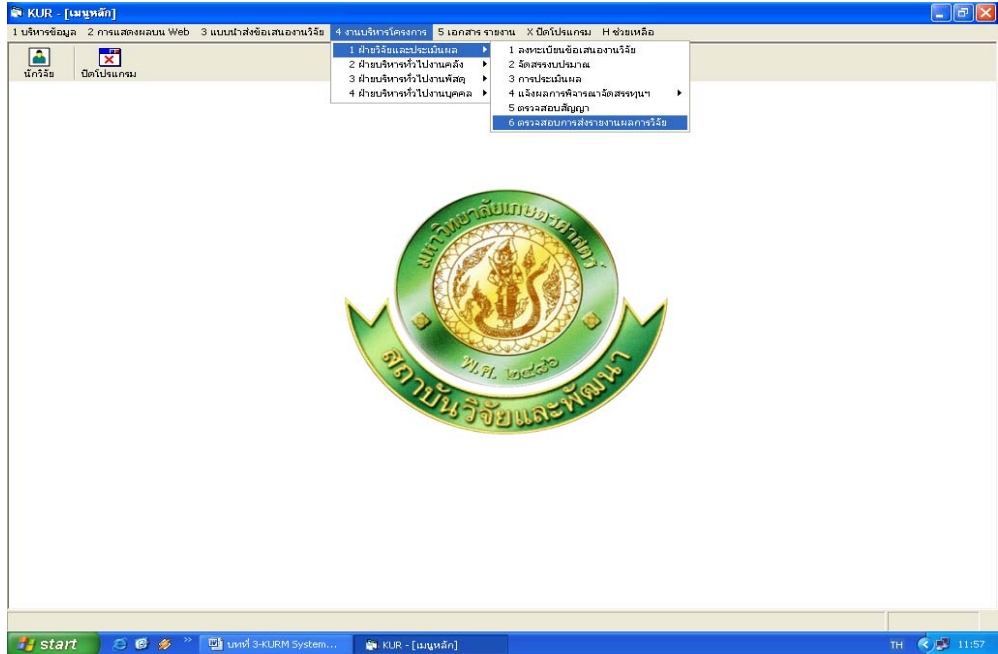 KUR - [เมนูหลัก]
1 บริหารข้อมูล 2 การแสดงผลบน Web 3 แบบนำส่งข้อเสนองานวิจัย 4 งานบริหารโครงการ 5 เอกสาร รายงาน X ปิดโปรแกรม H ช่วยเหลือ
นักวิจัย ปิดโปรแกรม
1 ฝ่ายวิจัยและประเมินผล
2 ฝ่ายบริหารทั่วไปงานคลัง
3 ฝ่ายบริหารทั่วไปงานพัสดุ
4 ฝ่ายบริหารทั่วไปงานบุคคล
1 ลงทะเบียนข้อเสนองานวิจัย
2 จัดสรรงบประมาณ
3 การประเมินผล
4 แจ้งผลการพิจารณาจัดสรรทุนฯ
5 ตรวจสอบสัญญา
6 ตรวจสอบการส่งรายงานผลการวิจัย
มหาวิทยาลัยเกษตรศาสตร์
พ.ศ. ๒๔๘๖
สถาบันวิจัยและพัฒนา
start บทที่ 3-KURM System... KUR - [เมนูหลัก] TH 11:57